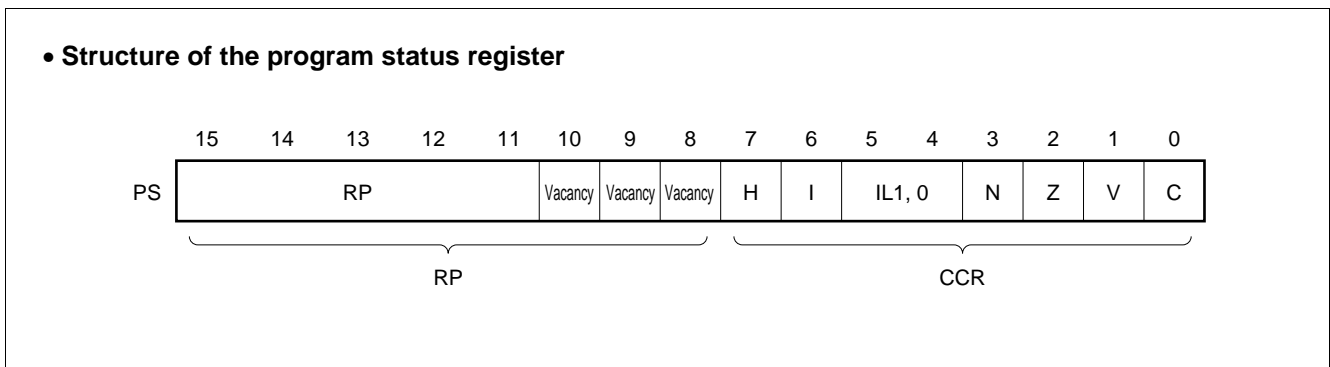 • Structure of the program status register
15 14 13 12 11 10 9 8 7 6 5 4 3 2 1 0
PS RP Vacancy Vacancy Vacancy H I IL1, 0 N Z V C
RP CCR